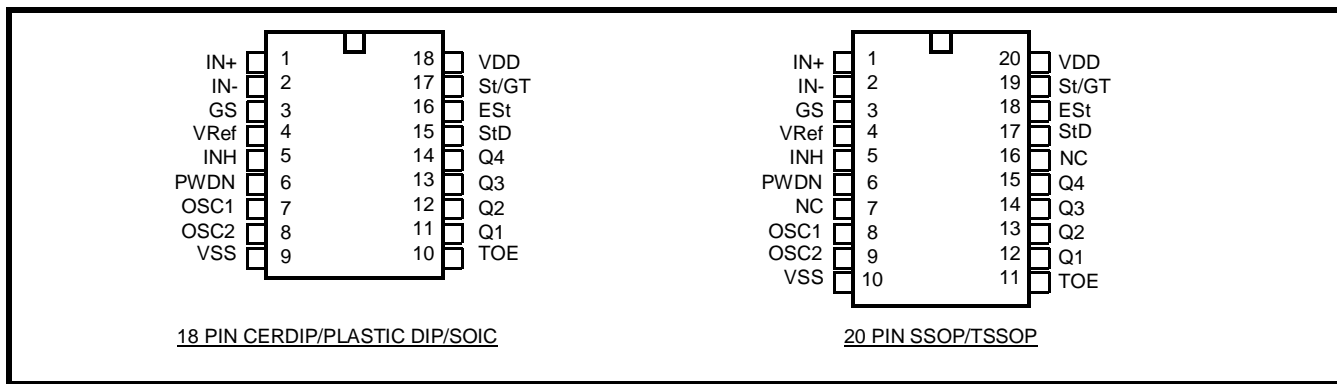 IN+ 1 18 VDD
IN- 2 17 St/GT
GS 3 16 ESt
VRef 4 15 StD
INH 5 14 Q4
PWDN 6 13 Q3
OSC1 7 12 Q2
OSC2 8 11 Q1
VSS 9 10 TOE
18 PIN CERDIP/PLASTIC DIP/SOIC
IN+ 1 20 VDD
IN- 2 19 St/GT
GS 3 18 ESt
VRef 4 17 StD
INH 5 16 NC
PWDN 6 15 Q4
NC 7 14 Q3
OSC1 8 13 Q2
OSC2 9 12 Q1
VSS 10 11 TOE
20 PIN SSOP/TSSOP